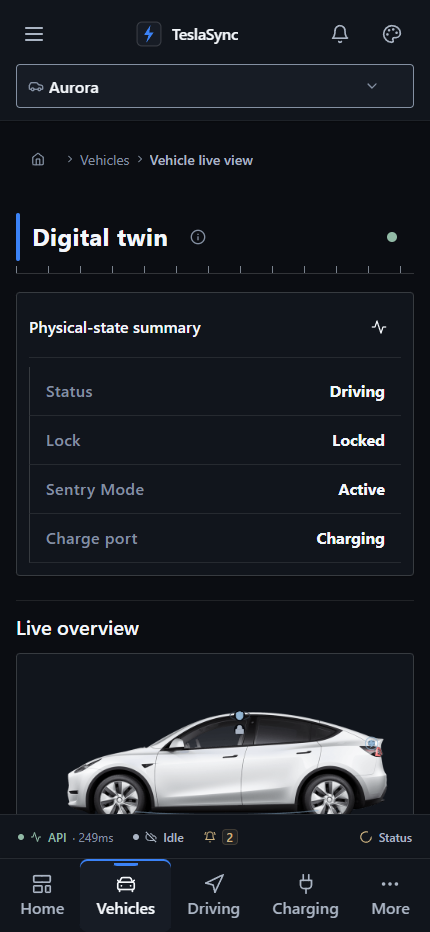 TeslaSync
Aurora
Vehicles Vehicle live view
Digital twin
Physical-state summary
Status Driving
Lock Locked
Sentry Mode Active
Charge port Charging
Live overview
API · 249ms Idle 2 Status
Home Vehicles Driving Charging More